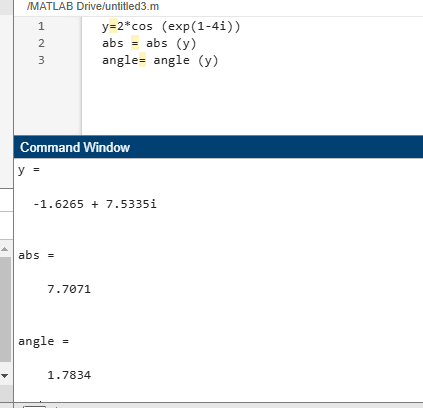 /MATLAB Drive/untitled3.m
1 y=2*cos (exp(1-4i))
2 abs = abs (y)
3 angle= angle (y)
Command Window
y =
-1.6265 + 7.5335i
abs =
7.7071
angle =
1.7834